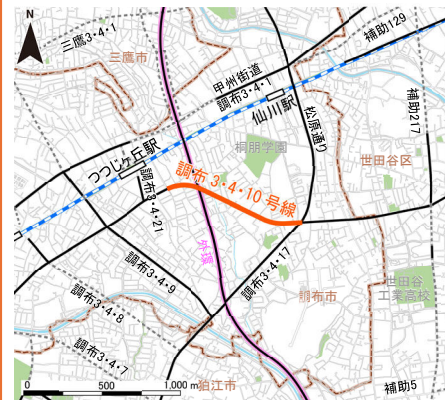 N
三鷹3・4・1
三鷹市
補助129
甲州街道
調布3・4・1
仙川駅
松原通り
補助217
桐朋学園
世田谷区
つつじヶ丘駅
調布3・4・10号線
調布3・4・21
外環
調布3・4・17
調布3・4・9
調布市
世田谷
工業高校
調布3・4・8
調布3・4・7
0 500 1,000 m
狛江市
補助5